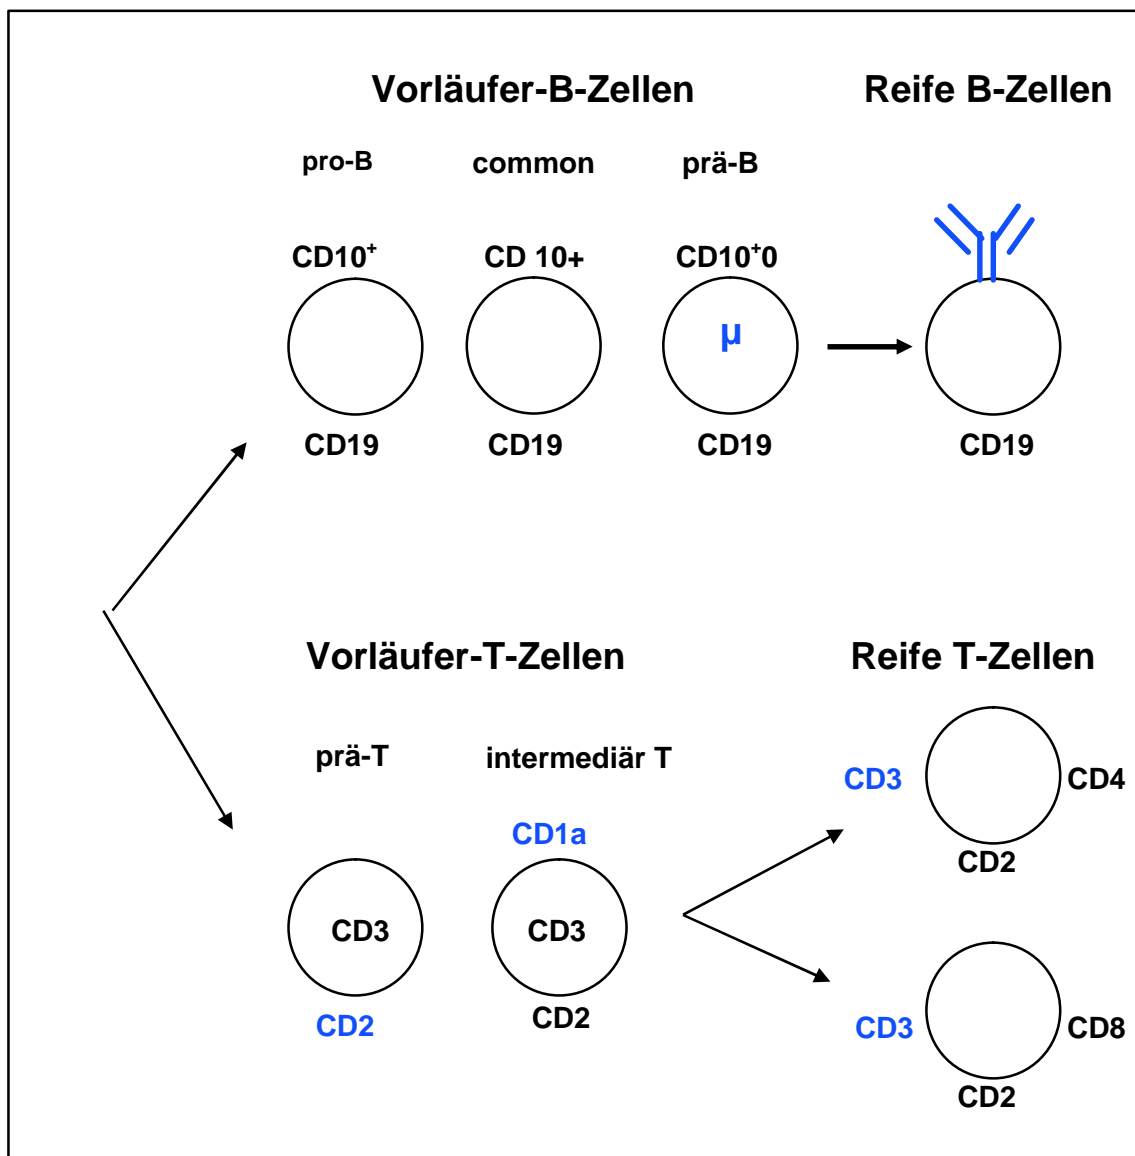 Vorläufer-B-Zellen Reife B-Zellen
pro-B common prä-B
CD10⁺ CD 10+ CD10⁺0
µ
CD19 CD19 CD19 CD19
Vorläufer-T-Zellen Reife T-Zellen
prä-T intermediär T
CD3 CD4
CD1a
CD2
CD3 CD3
CD2 CD2
CD3 CD8
CD2